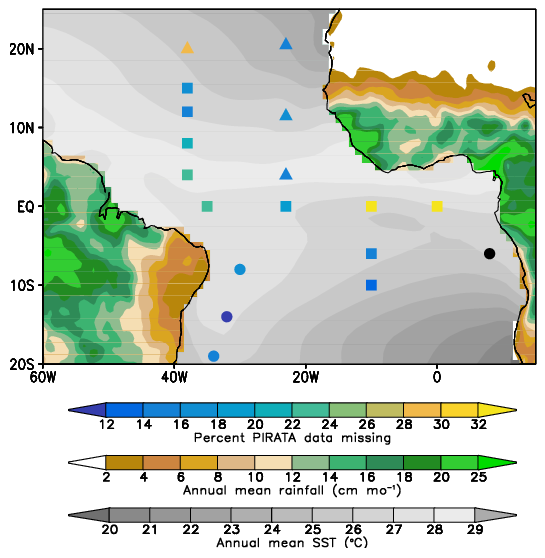 20N
10N
EQ
10S
20S
60W 40W 20W 0
12 14 16 18 20 22 24 26 28 30 32
Percent PIRATA data missing
2 4 6 8 10 12 14 16 18 20 25
Annual mean rainfall (cm mo⁻¹)
20 21 22 23 24 25 26 27 28 29
Annual mean SST (°C)